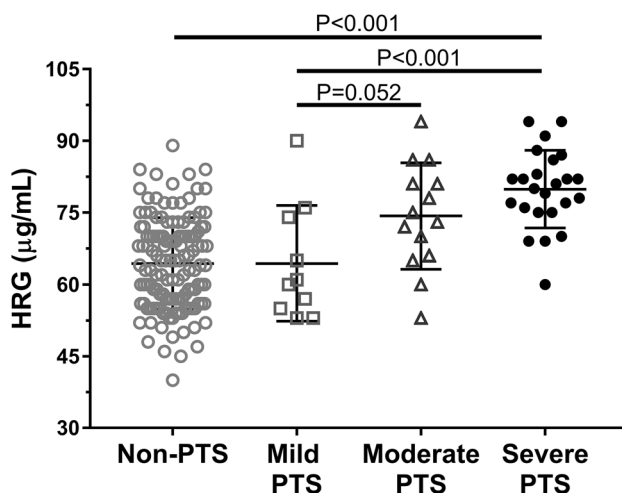 P<0.001
P<0.001
P=0.052
HRG (µg/mL)
105
90
75
60
45
30
Non-PTS
Mild PTS
Moderate PTS
Severe PTS